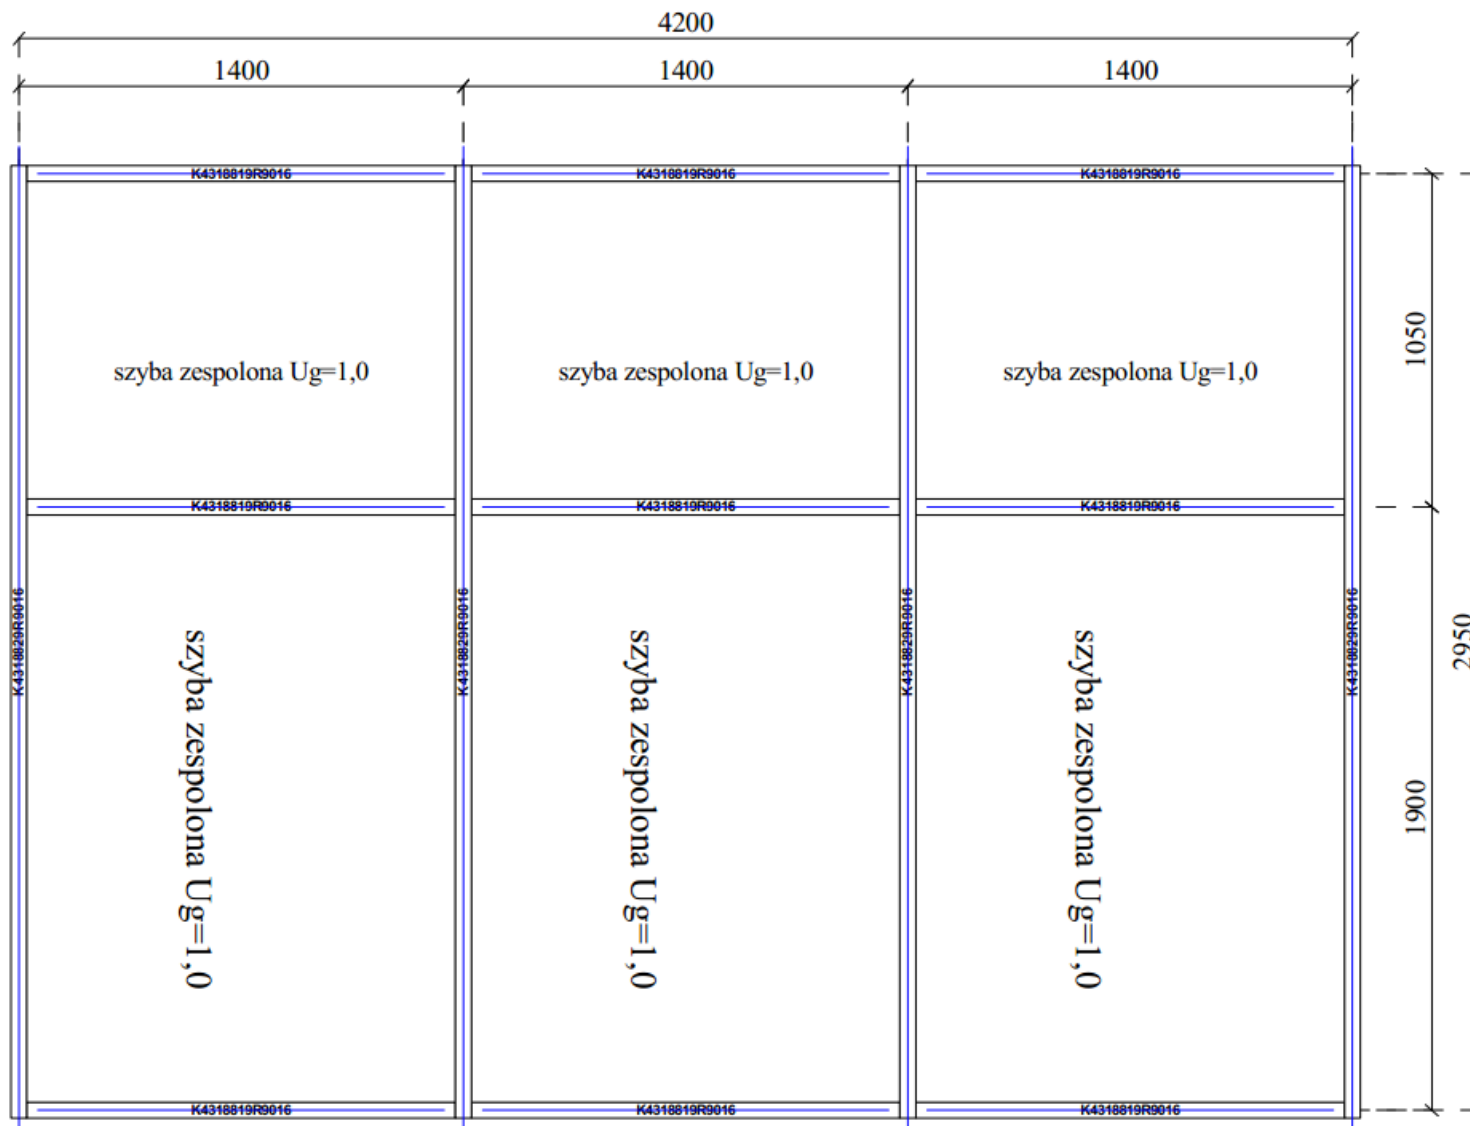 4200
1400 1400 1400
K4318819R9016 K4318819R9016 K4318819R9016
1050
szyba zespolona Ug=1,0 szyba zespolona Ug=1,0 szyba zespolona Ug=1,0
K4318819R9016 K4318819R9016 K4318819R9016
K4318829R9016 K4318829R9016 K4318829R9016 K4318829R9016
2950
szyba zespolona Ug=1,0 szyba zespolona Ug=1,0 szyba zespolona Ug=1,0
1900
K4318819R9016 K4318819R9016 K4318819R9016